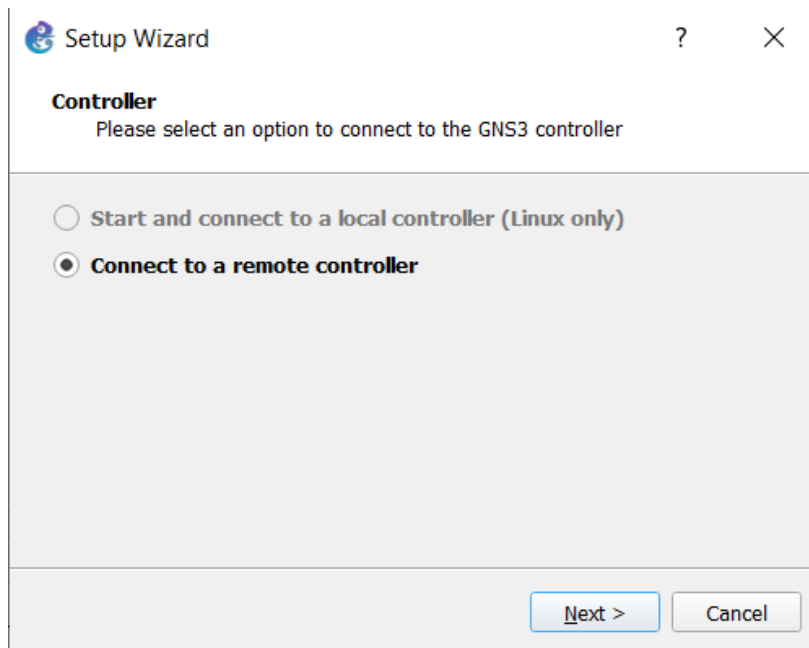 Setup Wizard
?
Controller
Please select an option to connect to the GNS3 controller
Start and connect to a local controller (Linux only)
Connect to a remote controller
Next >
Cancel